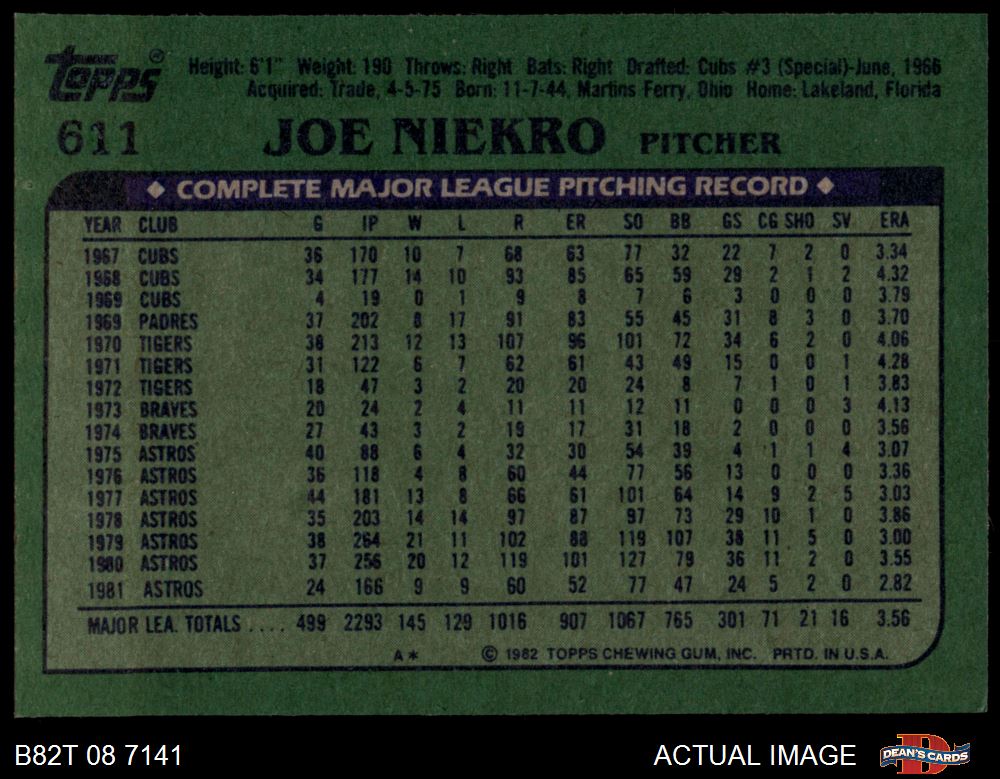 Topps®
Height: 6'1" Weight: 190 Throws: Right Bats: Right Drafted: Cubs #3 (Special)-June, 1966
Acquired: Trade, 4-5-75 Born: 11-7-44, Martins Ferry, Ohio Home: Lakeland, Florida
611 JOE NIEKRO PITCHER
◆ COMPLETE MAJOR LEAGUE PITCHING RECORD ◆
YEAR CLUB G IP W L R ER SO BB GS CG SHO SV ERA
1967 CUBS 36 170 10 7 68 63 77 32 22 7 2 0 3.34
1968 CUBS 34 177 14 10 93 85 65 59 29 2 1 2 4.32
1969 CUBS 4 19 0 1 9 8 7 6 3 0 0 0 3.79
1969 PADRES 37 202 8 17 91 83 55 45 31 8 3 0 3.70
1970 TIGERS 38 213 12 13 107 96 101 72 34 6 2 0 4.06
1971 TIGERS 31 122 6 7 62 61 43 49 15 0 0 1 4.28
1972 TIGERS 18 47 3 2 20 20 24 8 7 1 0 1 3.83
1973 BRAVES 20 24 2 4 11 11 12 11 0 0 0 3 4.13
1974 BRAVES 27 43 3 2 19 17 31 18 2 0 0 0 3.56
1975 ASTROS 40 88 6 4 32 30 54 39 4 1 1 4 3.07
1976 ASTROS 36 118 4 8 60 44 77 56 13 0 0 0 3.36
1977 ASTROS 44 181 13 8 66 61 101 64 14 9 2 5 3.03
1978 ASTROS 35 203 14 14 97 87 97 73 29 10 1 0 3.86
1979 ASTROS 38 264 21 11 102 88 119 107 38 11 5 0 3.00
1980 ASTROS 37 256 20 12 119 101 127 79 36 11 2 0 3.55
1981 ASTROS 24 166 9 9 60 52 77 47 24 5 2 0 2.82
MAJOR LEA. TOTALS .... 499 2293 145 129 1016 907 1067 765 301 71 21 16 3.56
A* © 1982 TOPPS CHEWING GUM, INC. PRTD. IN U.S.A.
B82T 08 7141 ACTUAL IMAGE DEAN'S CARDS